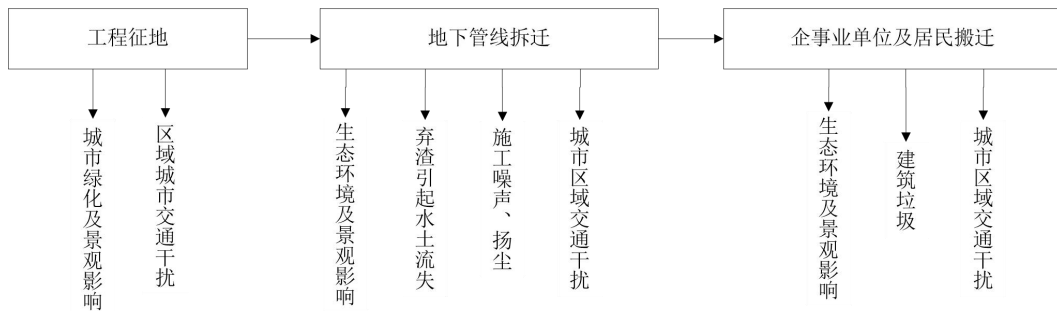 工程征地
地下管线拆迁
企事业单位及居民搬迁
城市绿化及景观影响
区域城市交通干扰
生态环境及景观影响
弃渣引起水土流失
施工噪声、扬尘
城市区域交通干扰
生态环境及景观影响
建筑垃圾
城市区域交通干扰